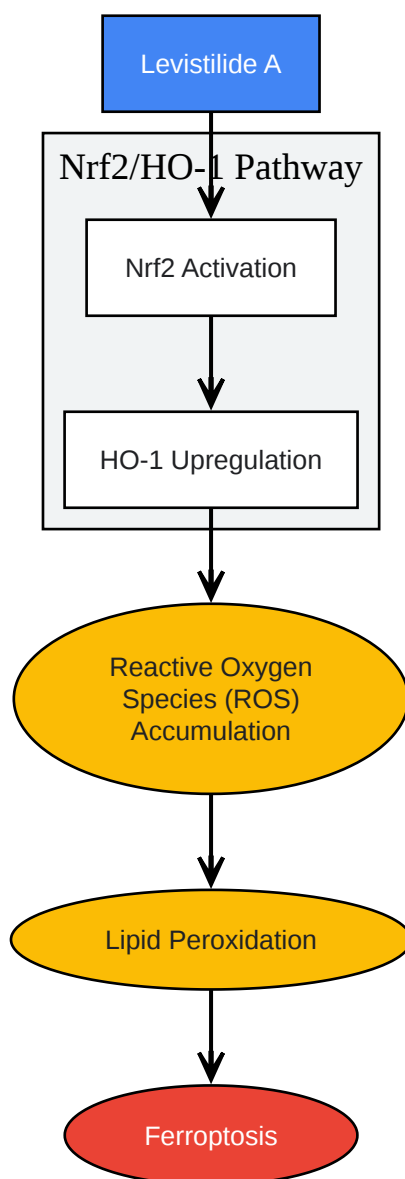 Levistilide A
Nrf2/HO-1 Pathway
Nrf2 Activation
HO-1 Upregulation
Reactive Oxygen
Species (ROS)
Accumulation
Lipid Peroxidation
Ferroptosis